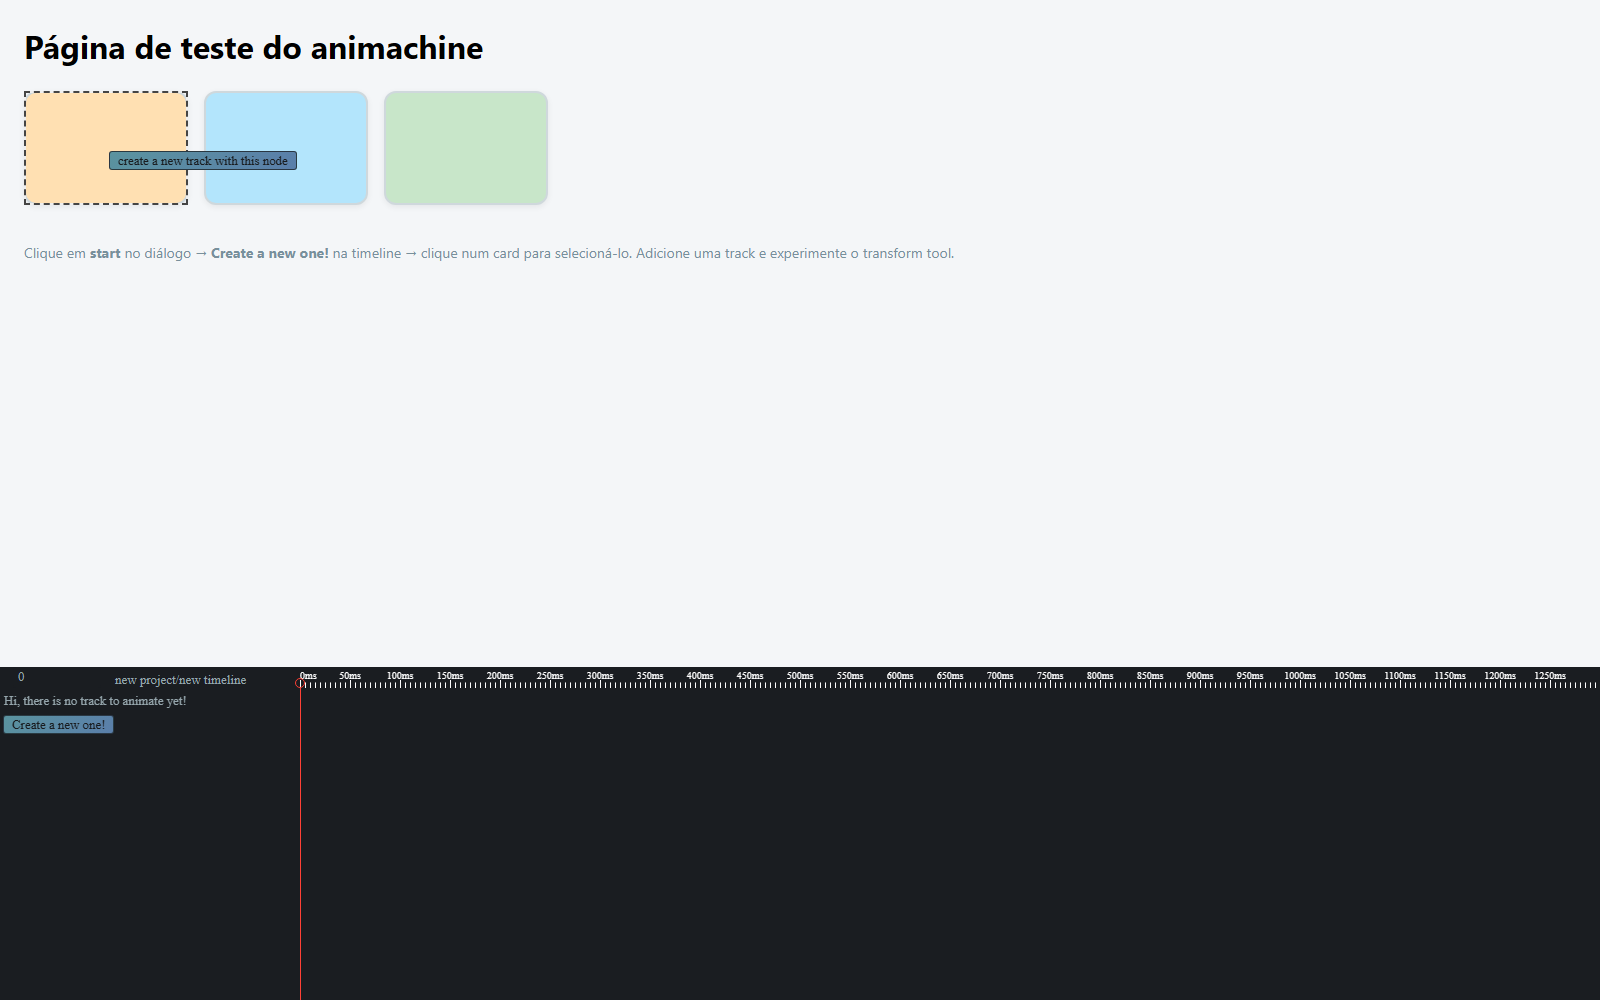 Página de teste do animachine
create a new track with this node
Clique em start no diálogo → Create a new one! na timeline → clique num card para selecioná-lo. Adicione uma track e experimente o transform tool.
0 new project/new timeline 0ms 50ms 100ms 150ms 200ms 250ms 300ms 350ms 400ms 450ms 500ms 550ms 600ms 650ms 700ms 750ms 800ms 850ms 900ms 950ms 1000ms 1050ms 1100ms 1150ms 1200ms 1250ms
Hi, there is no track to animate yet!
Create a new one!